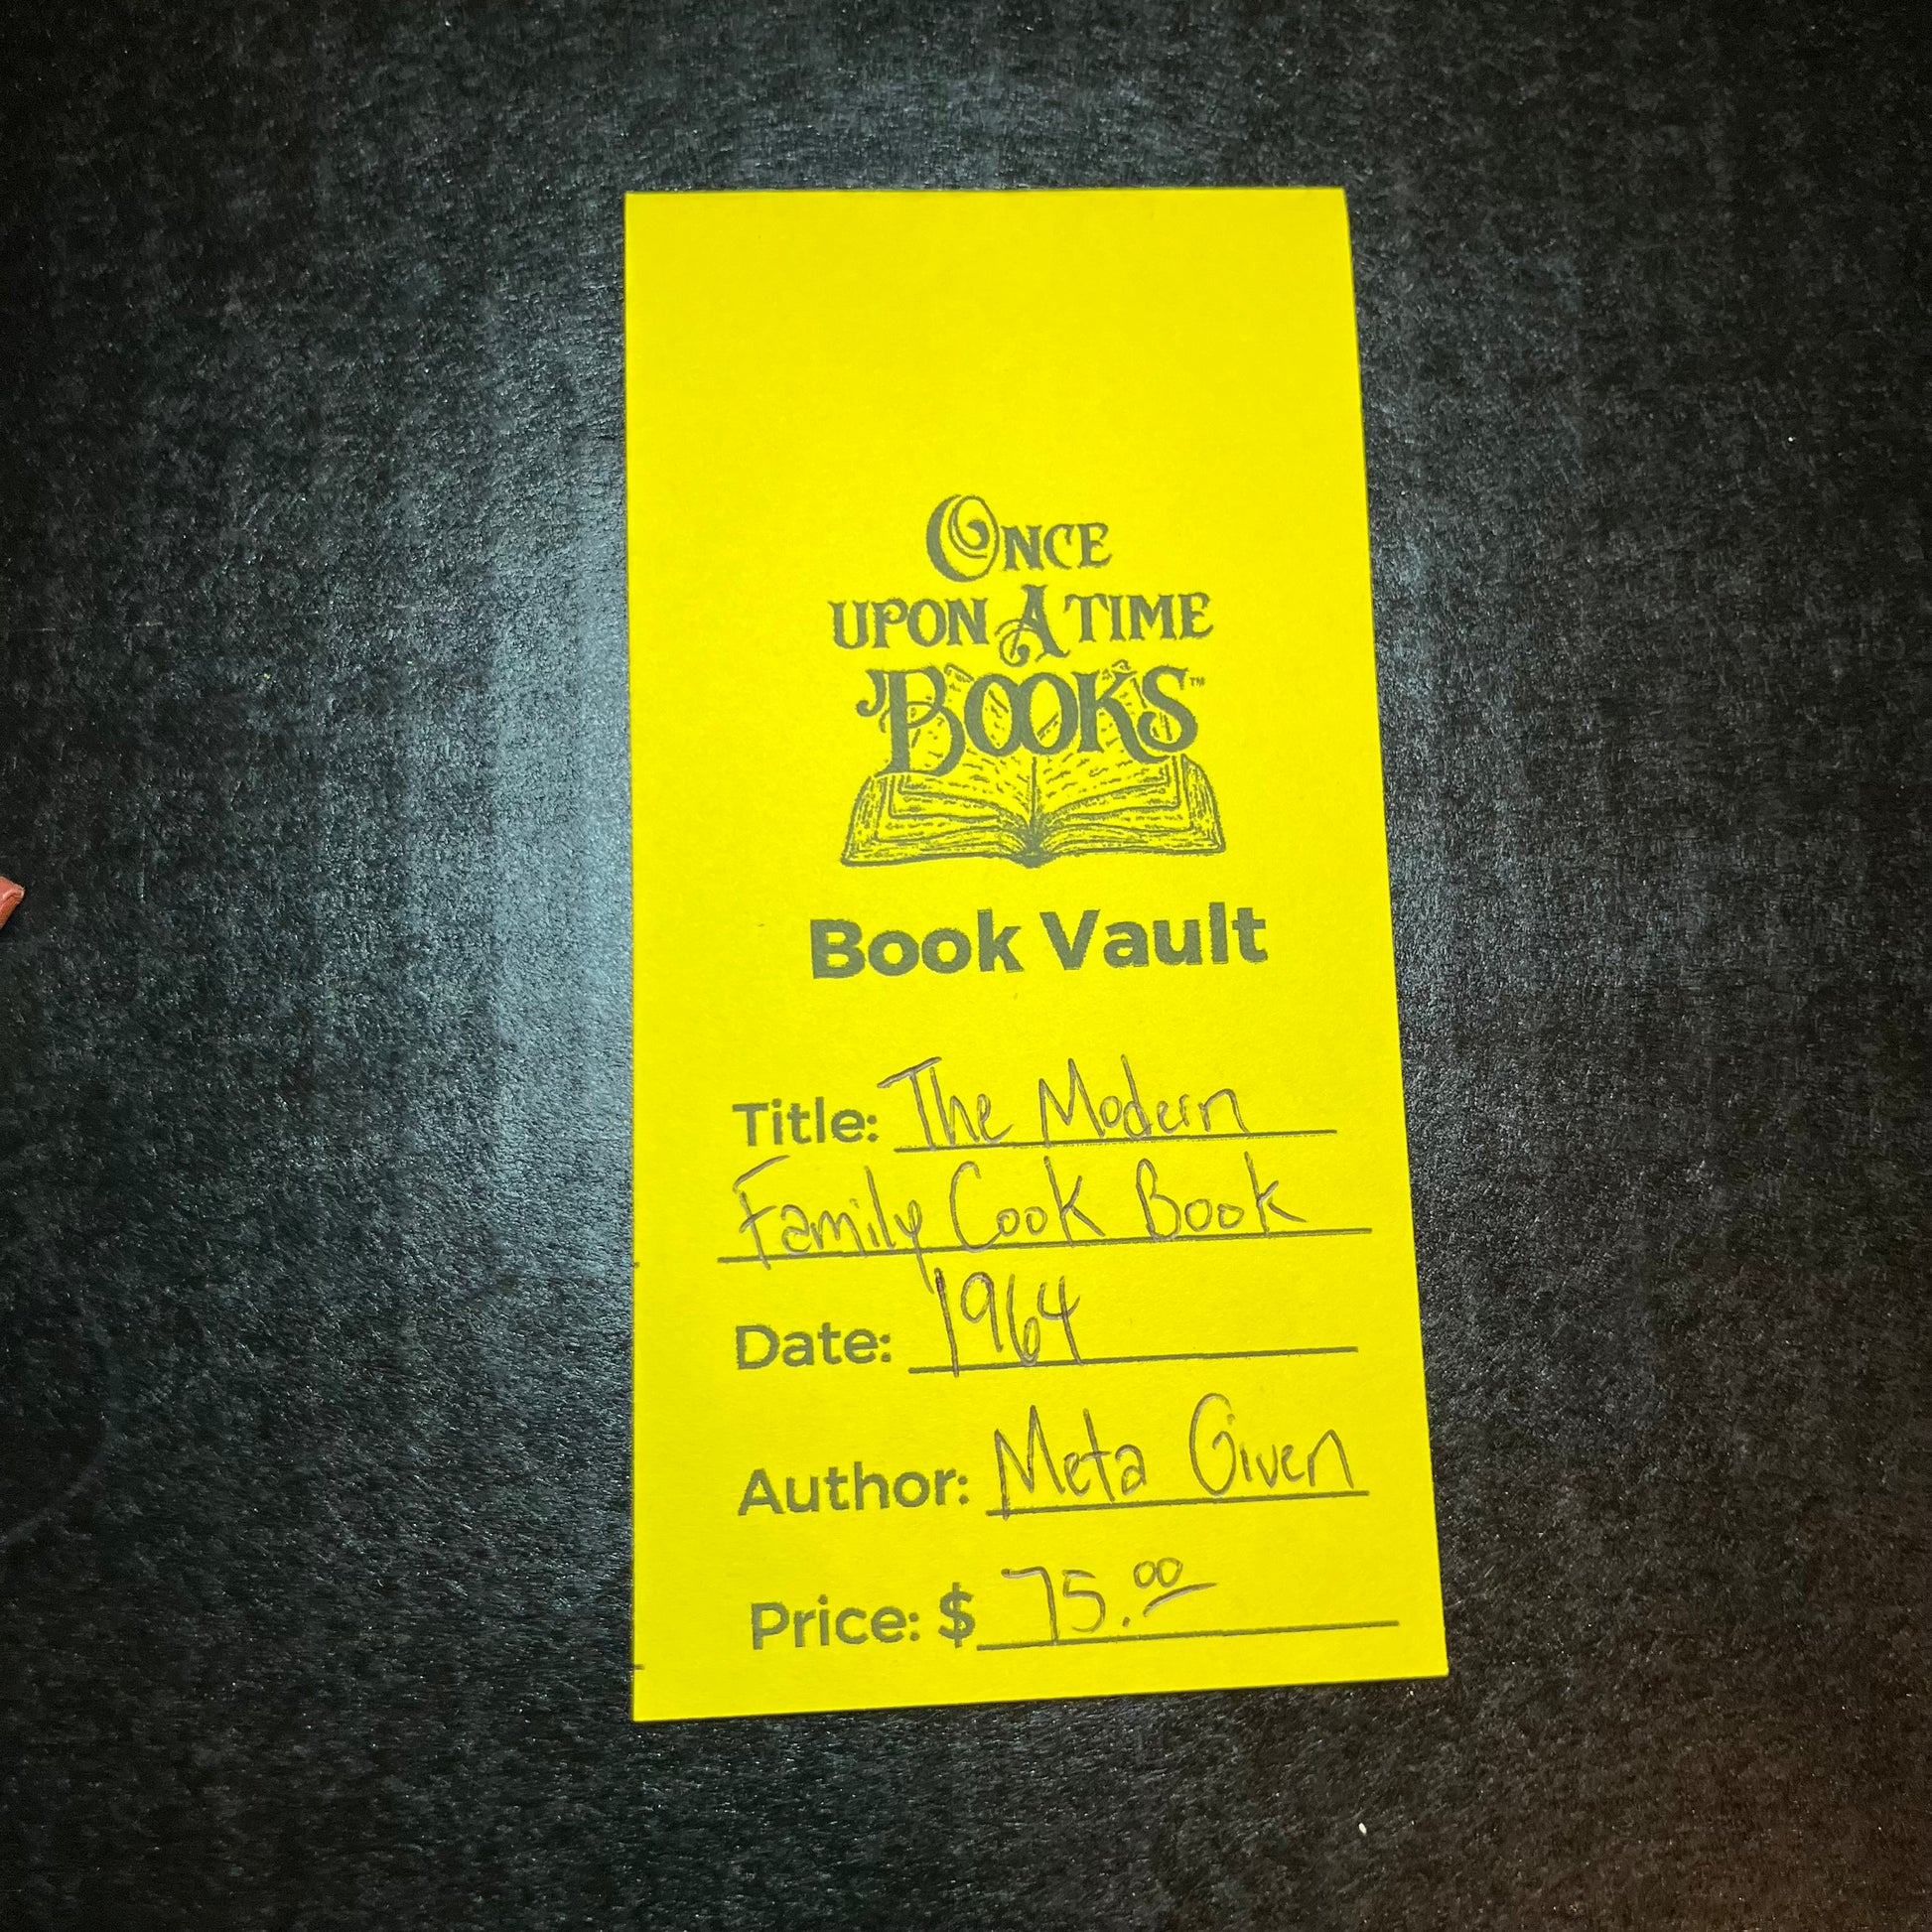 ONCE
UPON A TIME
BOOKS™
Book Vault
Title: The Modern
Family Cook Book
Date: 1964
Author: Meta Given
Price: $ 75.00